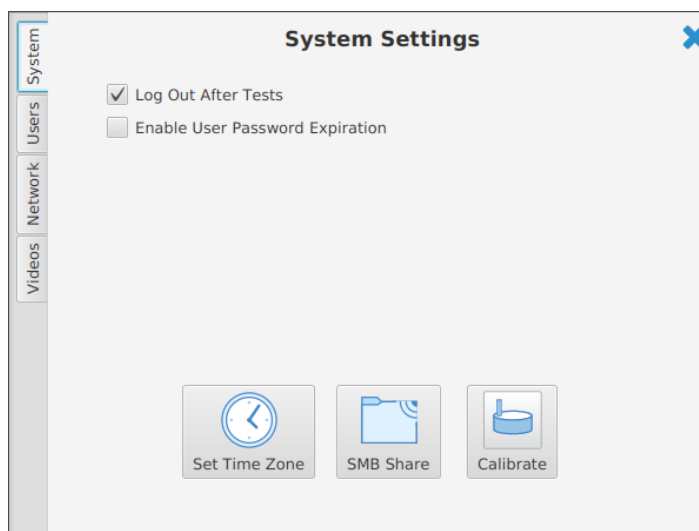 System Settings
System
Users
Network
Videos
Log Out After Tests
Enable User Password Expiration
Set Time Zone
SMB Share
Calibrate